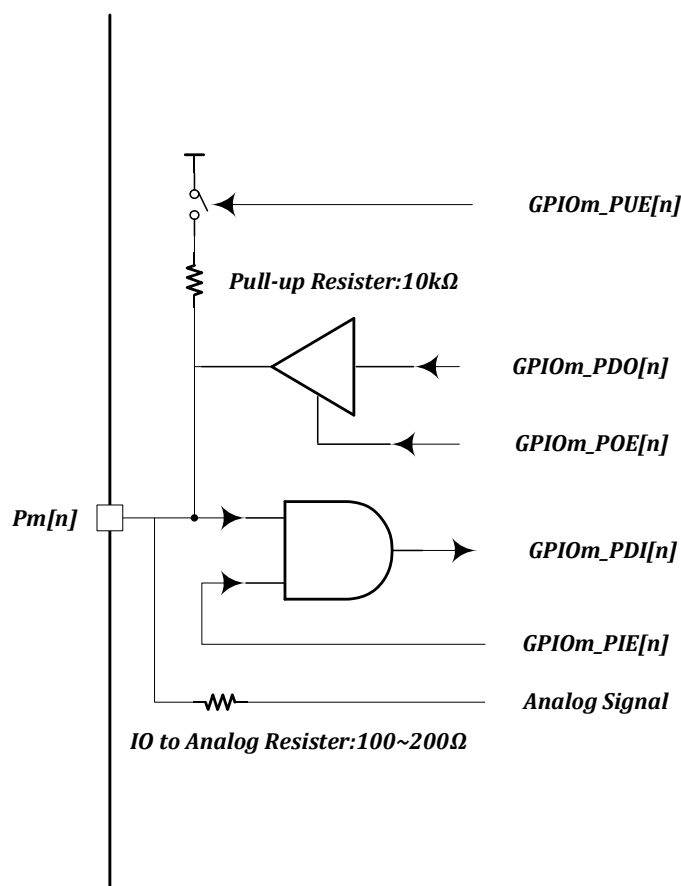 GPIOm_PUE[n]
Pull-up Resister:10kΩ
GPIOm_PDO[n]
GPIOm_POE[n]
Pm[n]
GPIOm_PDI[n]
GPIOm_PIE[n]
Analog Signal
IO to Analog Resister:100~200Ω